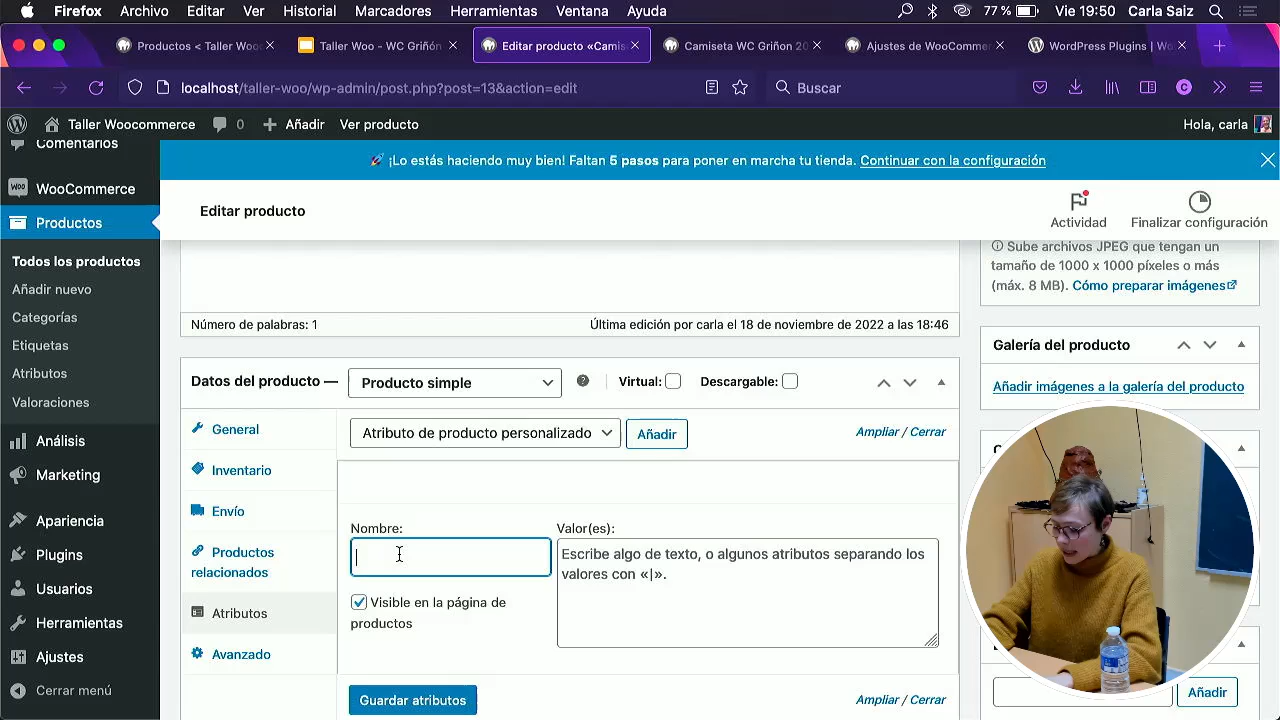 Firefox Archivo Editar Ver Historial Marcadores Herramientas Ventana Ayuda 77 % Vie 19:50 Carla Saiz
Productos < Taller Woo Taller Woo - WC Griñón Editar producto «Camis Camiseta WC Griñon 20 Ajustes de WooCommer WordPress Plugins | Wo
localhost/taller-woo/wp-admin/post.php?post=13&action=edit Buscar
Taller Woocommerce 0 Añadir Ver producto Hola, carla
Comentarios
WooCommerce
Productos
Todos los productos
Añadir nuevo
Categorías
Etiquetas
Atributos
Valoraciones
Análisis
Marketing
Apariencia
Plugins
Usuarios
Herramientas
Ajustes
Cerrar menú
¡Lo estás haciendo muy bien! Faltan 5 pasos para poner en marcha tu tienda. Continuar con la configuración
Editar producto
Actividad
Finalizar configuración
Número de palabras: 1
Última edición por carla el 18 de noviembre de 2022 a las 18:46
Datos del producto — Producto simple Virtual: Descargable:
General
Inventario
Envío
Productos
relacionados
Atributos
Avanzado
Atributo de producto personalizado Añadir Ampliar / Cerrar
Nombre:
Visible en la página de
productos
Valor(es):
Escribe algo de texto, o algunos atributos separando los
valores con «|».
Guardar atributos Ampliar / Cerrar
Sube archivos JPEG que tengan un
tamaño de 1000 x 1000 píxeles o más
(máx. 8 MB). Cómo preparar imágenes
Galería del producto
Añadir imágenes a la galería del producto
Añadir